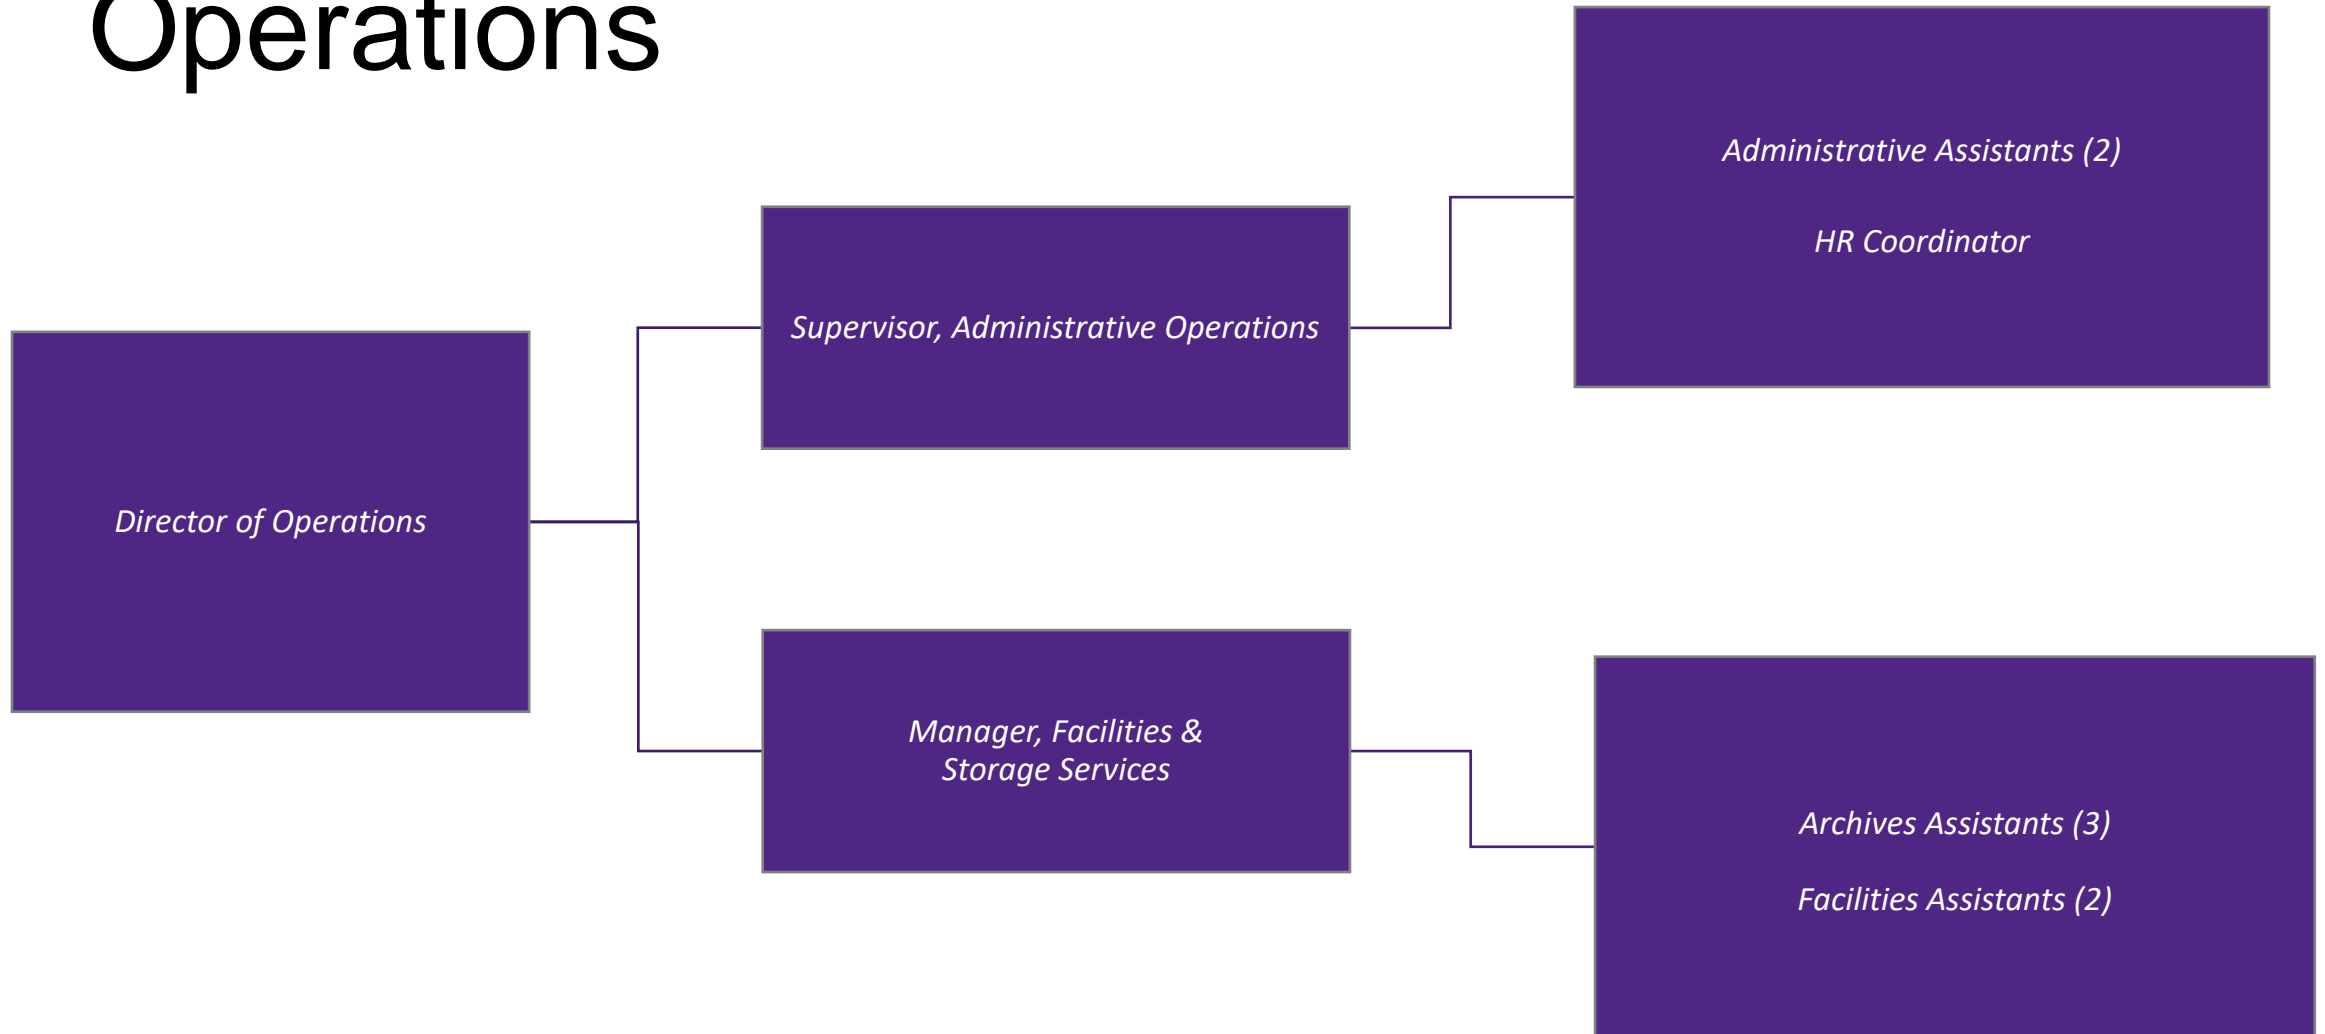 Operations
Administrative Assistants (2)
HR Coordinator
Supervisor, Administrative Operations
Director of Operations
Manager, Facilities &
Storage Services
Archives Assistants (3)
Facilities Assistants (2)